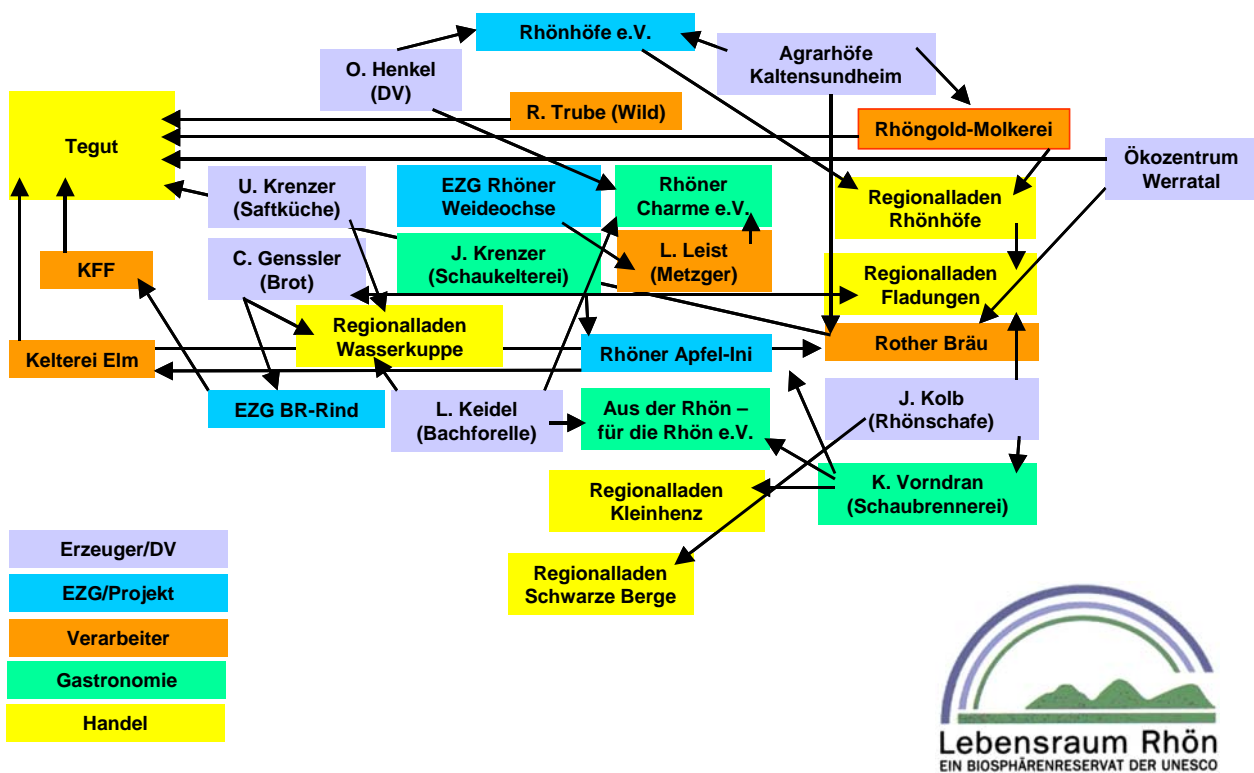 Rhönhöfe e.V.
O. Henkel
(DV)
Agrarhöfe
Kaltensundheim
R. Trube (Wild)
Rhöngold-Molkerei
Tegut
Ökozentrum
Werratal
U. Krenzer
(Saftküche)
EZG Rhöner
Weideochse
Rhöner
Charme e.V.
Regionalladen
Rhönhöfe
KFF
C. Genssler
(Brot)
J. Krenzer
(Schaukelterei)
L. Leist
(Metzger)
Regionalladen
Fladungen
Regionalladen
Wasserkuppe
Kelterei Elm
Rhöner Apfel-Ini
Rother Bräu
EZG BR-Rind
L. Keidel
(Bachforelle)
Aus der Rhön –
für die Rhön e.V.
J. Kolb
(Rhönschafe)
Regionalladen
Kleinhenz
K. Vorndran
(Schaubrennerei)
Regionalladen
Schwarze Berge
Erzeuger/DV
EZG/Projekt
Verarbeiter
Gastronomie
Handel
Lebensraum Rhön
EIN BIOSPHÄRENRESERVAT DER UNESCO